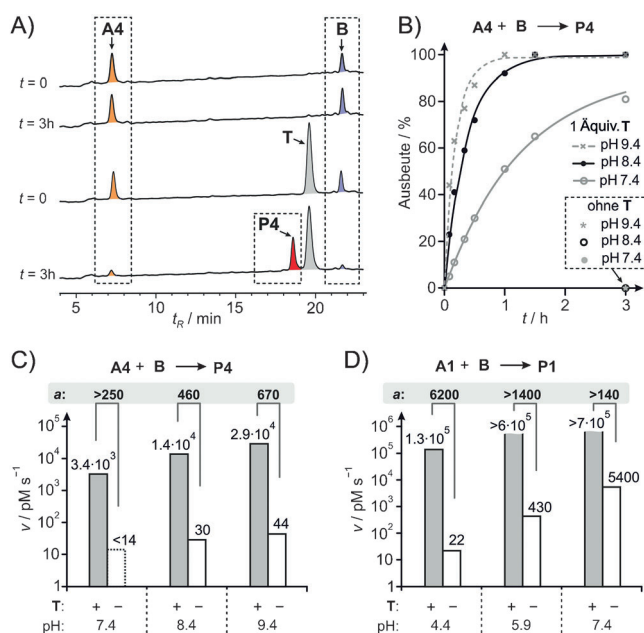 A)
A4
B
t = 0
t = 3h
T
t = 0
P4
t = 3h
5 10 15 20
t_R / min
B) A4 + B → P4
100
80
60
40
20
0
Ausbeute / %
1 Äquiv. T
pH 9.4
pH 8.4
pH 7.4
ohne T
pH 9.4
pH 8.4
pH 7.4
0 1 2 3
t / h
C) A4 + B → P4
a: >250 460 670
10^5
10^4
10^3
10^2
10
1
v / pM s⁻¹
3.4·10^3
<14
1.4·10^4
30
2.9·10^4
44
T: + − + − + −
pH: 7.4 8.4 9.4
D) A1 + B → P1
a: 6200 >1400 >140
10^6
10^5
10^4
10^3
10^2
10
1
v / pM s⁻¹
1.3·10^5
22
>6·10^5
430
>7·10^5
5400
T: + − + − + −
pH: 4.4 5.9 7.4